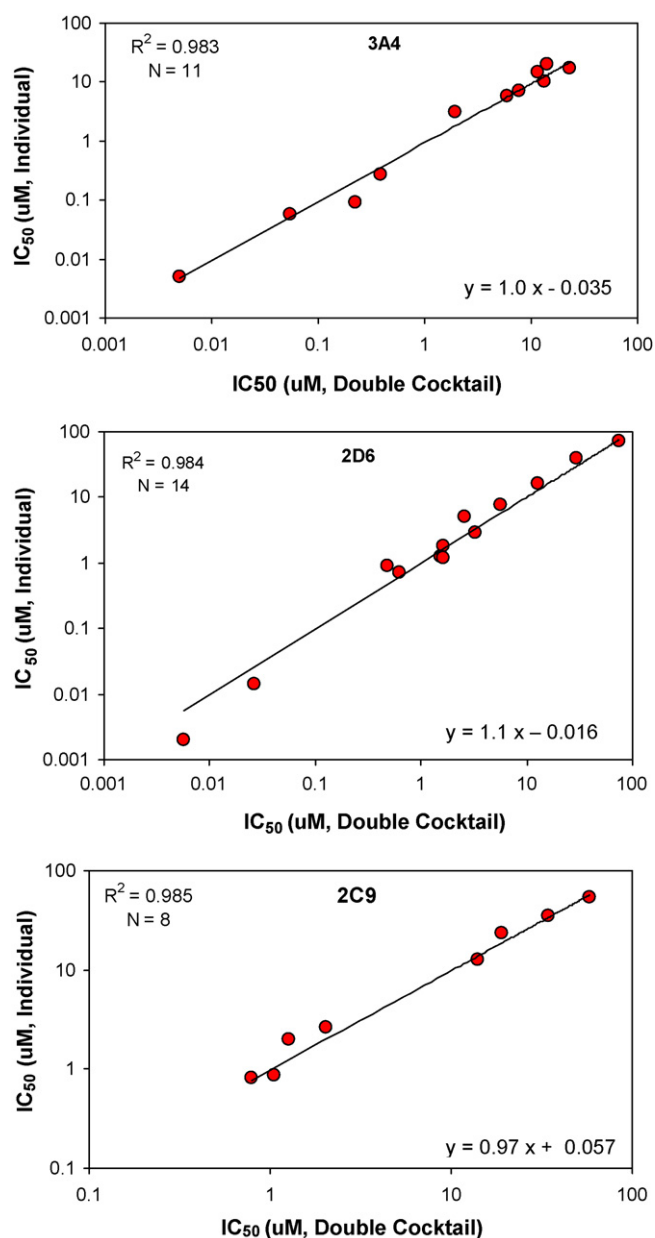 R² = 0.983
N = 11
3A4
100
10
1
0.1
0.01
0.001
IC₅₀ (uM, Individual)
y = 1.0 x - 0.035
0.001 0.01 0.1 1 10 100
IC50 (uM, Double Cocktail)
R² = 0.984
N = 14
2D6
100
10
1
0.1
0.01
0.001
IC₅₀ (uM, Individual)
y = 1.1 x – 0.016
0.001 0.01 0.1 1 10 100
IC₅₀ (uM, Double Cocktail)
R² = 0.985
N = 8
2C9
100
10
1
0.1
IC₅₀ (uM, Individual)
y = 0.97 x + 0.057
0.1 1 10 100
IC₅₀ (uM, Double Cocktail)